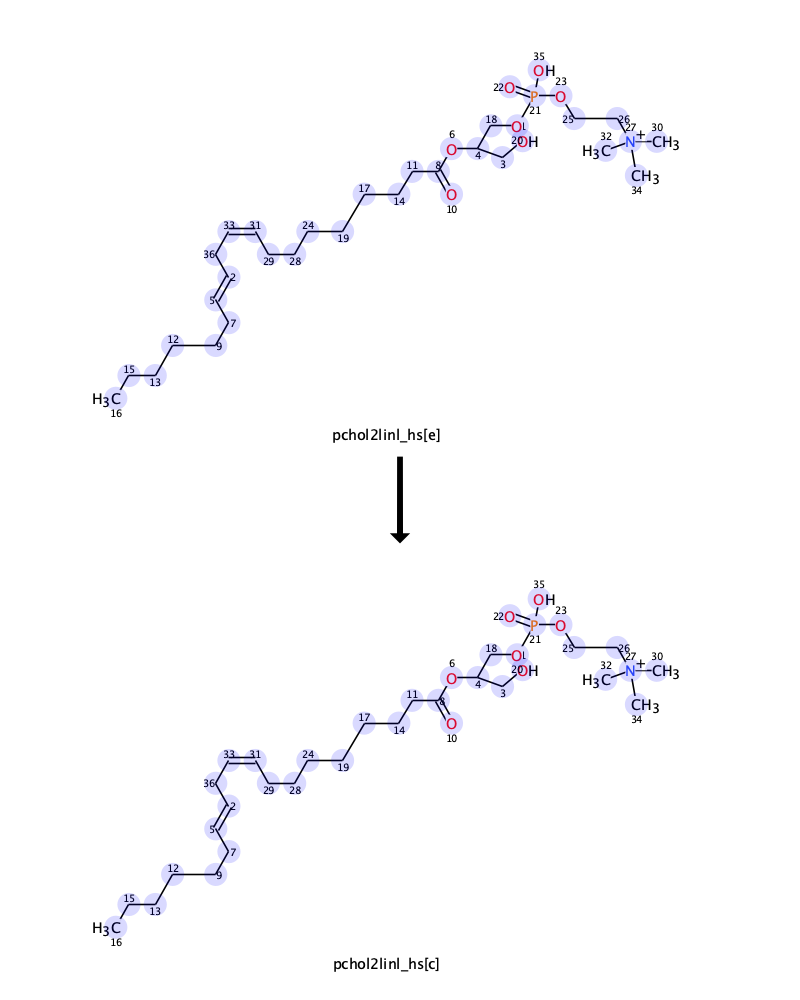 35
OH
22 O 23
P O
21
18 25 26
O 1 27 30
6 20 OH 32 N + CH3
O H3C
4 3
11 8 CH3
34
17 14 O
10
33 31 24
19
36 29 28
2
5
7
12 9
15
13
H3C
16
pchol2linl_hs[e]
35
OH
22 O 23
P O
21
18 25 26
O 1 27 30
6 20 OH 32 N + CH3
O H3C
4 3
11 8 CH3
34
17 14 O
10
33 31 24
19
36 29 28
2
5
7
12 9
15
13
H3C
16
pchol2linl_hs[c]